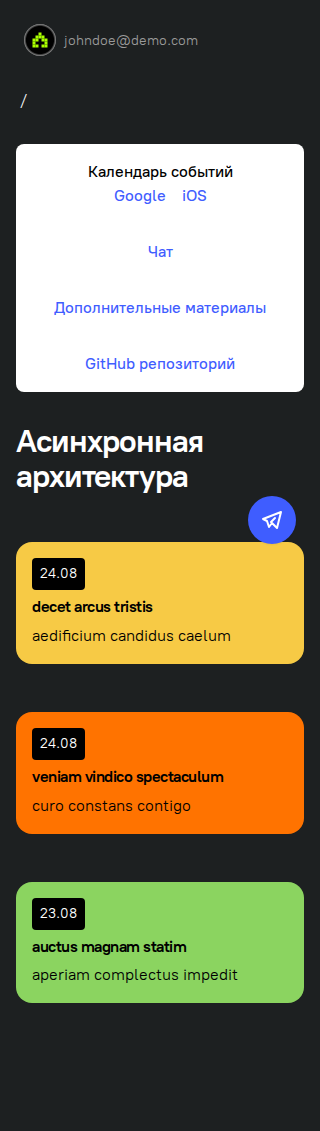 johndoe@demo.com
/
Календарь событий
Google iOS
Чат
Дополнительные материалы
GitHub репозиторий
Асинхронная
архитектура
24.08
decet arcus tristis
aedificium candidus caelum
24.08
veniam vindico spectaculum
curo constans contigo
23.08
auctus magnam statim
aperiam complectus impedit